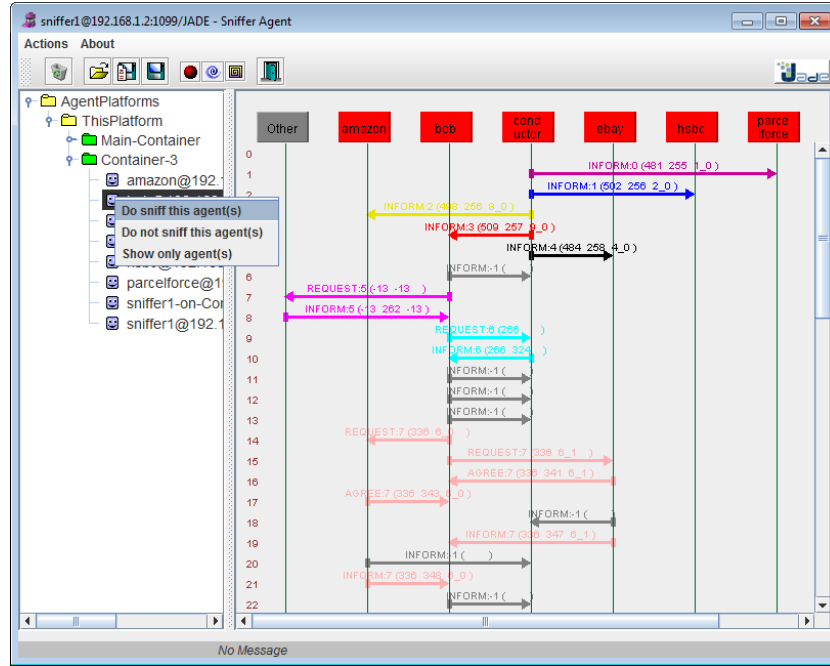 sniffer1@192.168.1.2:1099/JADE - Sniffer Agent
Actions About
Jade
AgentPlatforms
ThisPlatform
Main-Container
Container-3
amazon@192.1
Do sniff this agent(s)
Do not sniff this agent(s)
Show only agent(s)
parcelforce@19
sniffer1-on-Con
sniffer1@192.1
Other
amazon
bob
cond
uctor
ebay
hsbc
parce
lforce
0
INFORM:0 (481 255 1_0 )
1
INFORM:1 (502 256 2_0 )
2
INFORM:2 (498 256 8_0 )
INFORM:3 (509 257 9_0 )
INFORM:4 (484 258 4_0 )
INFORM:-1 ( )
6
REQUEST:5 (-13 -13 )
7
INFORM:5 (-13 262 -13 )
8
REQUEST:6 (266 )
9
INFORM:6 (266 324 )
10
INFORM:-1 ( )
11
INFORM:-1 ( )
12
INFORM:-1 ( )
13
REQUEST:7 (336 6_0 )
14
REQUEST:7 (336 6_1 )
15
AGREE:7 (336 341 6_1 )
16
AGREE:7 (336 343 6_0 )
17
INFORM:-1 ( )
18
INFORM:7 (336 347 6_1 )
19
INFORM:-1 ( )
20
INFORM:7 (336 348 6_0 )
21
INFORM:-1 ( )
22
No Message